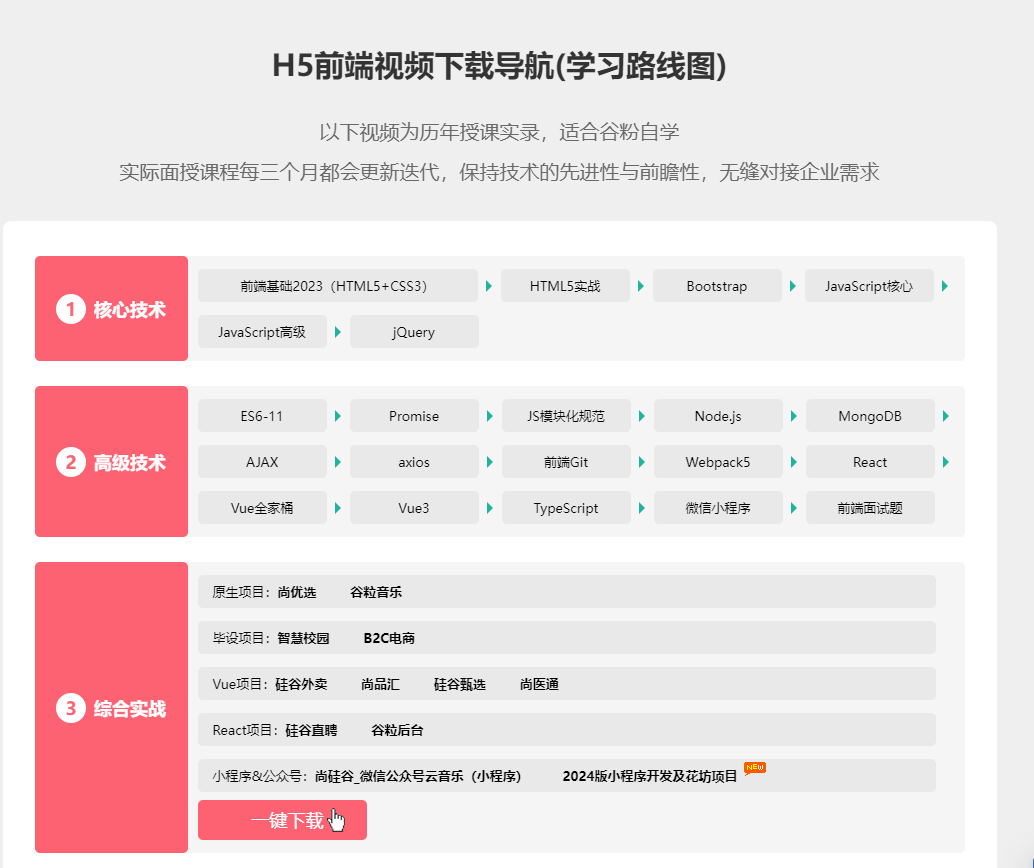 H5前端视频下载导航(学习路线图)
以下视频为历年授课实录，适合谷粉自学
实际面授课程每三个月都会更新迭代，保持技术的先进性与前瞻性，无缝对接企业需求
1 核心技术
前端基础2023（HTML5+CSS3） HTML5实战 Bootstrap JavaScript核心
JavaScript高级 jQuery
2 高级技术
ES6-11 Promise JS模块化规范 Node.js MongoDB
AJAX axios 前端Git Webpack5 React
Vue全家桶 Vue3 TypeScript 微信小程序 前端面试题
3 综合实战
原生项目：尚优选 谷粒音乐
毕设项目：智慧校园 B2C电商
Vue项目：硅谷外卖 尚品汇 硅谷甄选 尚医通
React项目：硅谷直聘 谷粒后台
小程序&公众号：尚硅谷_微信公众号云音乐（小程序） 2024版小程序开发及花坊项目 NEW
一键下载